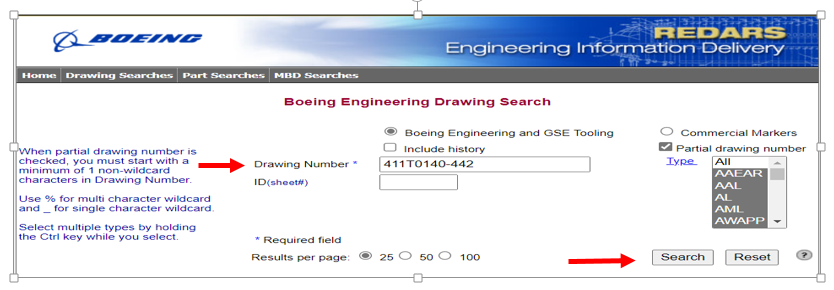 BOEING
REDARS
Engineering Information Delivery
Home Drawing Searches Part Searches MBD Searches
Boeing Engineering Drawing Search
Boeing Engineering and GSE Tooling
Commercial Markers
Include history
Partial drawing number
When partial drawing number is
checked, you must start with a
minimum of 1 non-wildcard
characters in Drawing Number.
Use % for multi character wildcard
and _ for single character wildcard.
Select multiple types by holding
the Ctrl key while you select.
Drawing Number * 411T0140-442
ID(sheet#)
Type
All
AAEAR
AAL
AL
AML
AWAPP
* Required field
Results per page: 25 50 100
Search Reset ?